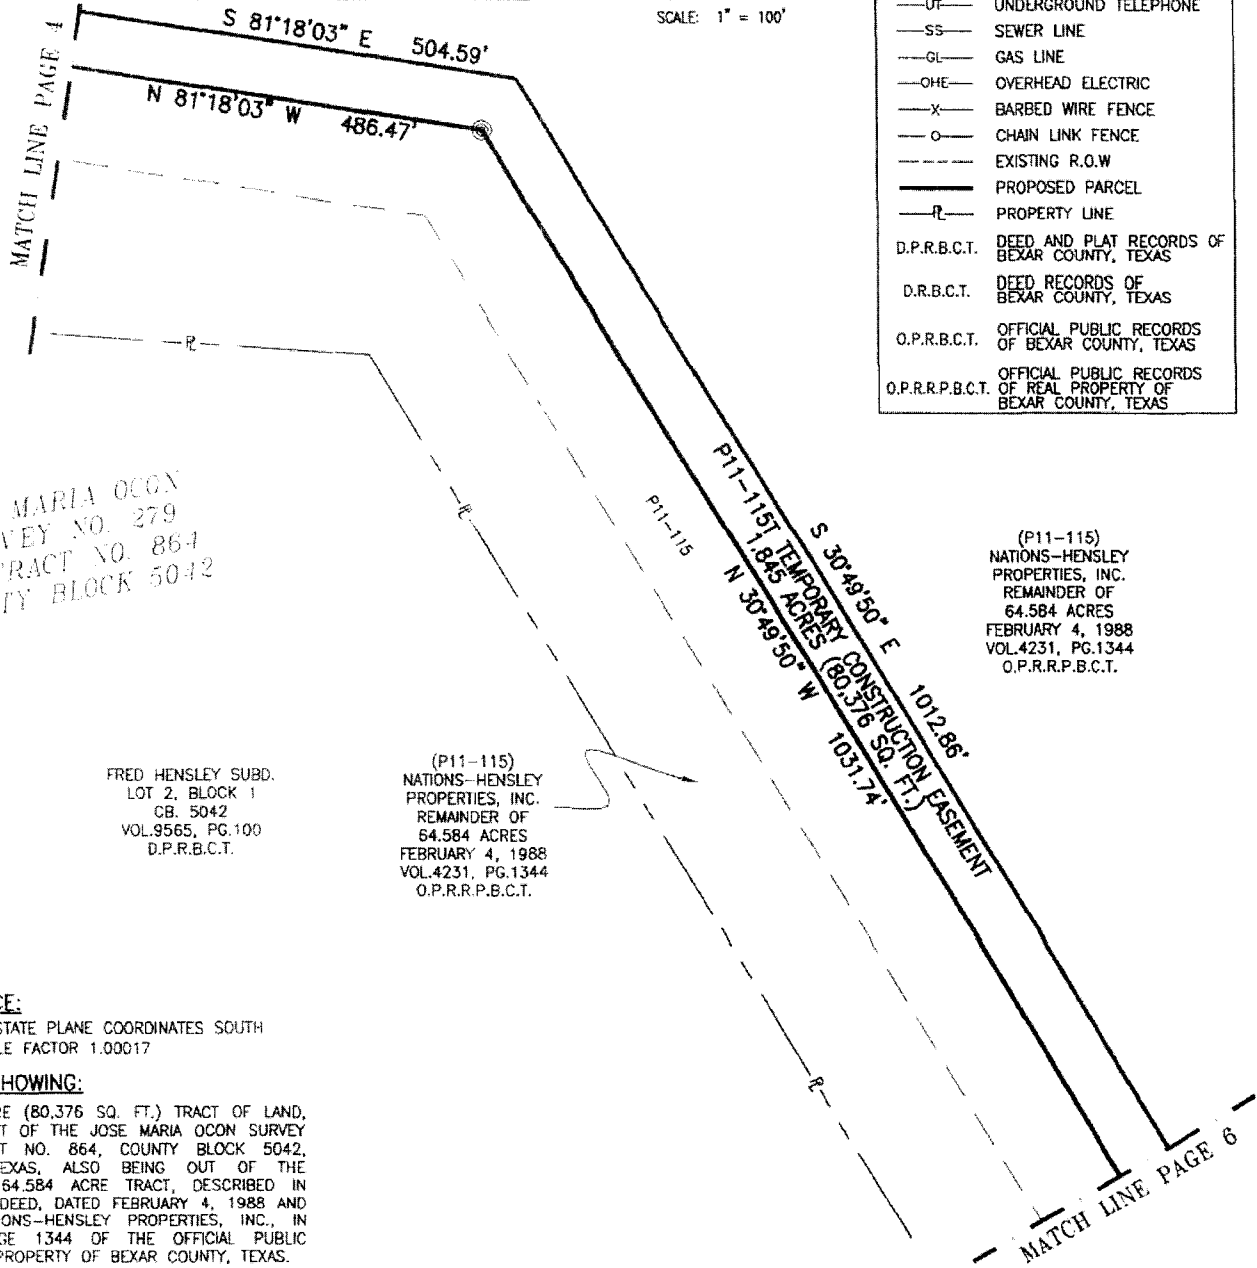 S 81°18'03" E 504.59'
SCALE: 1" = 100'
N 81°18'03" W 486.47'
MATCH LINE PAGE 4
UT UNDERGROUND TELEPHONE
SS SEWER LINE
GL GAS LINE
OHE OVERHEAD ELECTRIC
X BARBED WIRE FENCE
O CHAIN LINK FENCE
EXISTING R.O.W
PROPOSED PARCEL
PL PROPERTY LINE
D.P.R.B.C.T. DEED AND PLAT RECORDS OF
BEXAR COUNTY, TEXAS
D.R.B.C.T. DEED RECORDS OF
BEXAR COUNTY, TEXAS
O.P.R.B.C.T. OFFICIAL PUBLIC RECORDS
OF BEXAR COUNTY, TEXAS
O.P.R.R.P.B.C.T. OFFICIAL PUBLIC RECORDS
OF REAL PROPERTY OF
BEXAR COUNTY, TEXAS
PL
MARIA OCON
VEY NO. 279
TRACT NO. 864
TY BLOCK 5042
PL
P11-115
P11-115T TEMPORARY CONSTRUCTION EASEMENT
1.845 ACRES (80,376 SQ. FT.)
S 30°49'50" E 1012.86'
N 30°49'50" W 1031.74'
(P11-115)
NATIONS-HENSLEY
PROPERTIES, INC.
REMAINDER OF
64.584 ACRES
FEBRUARY 4, 1988
VOL.4231, PG.1344
O.P.R.R.P.B.C.T.
FRED HENSLEY SUBD.
LOT 2, BLOCK 1
CB. 5042
VOL.9565, PG.100
D.P.R.B.C.T.
(P11-115)
NATIONS-HENSLEY
PROPERTIES, INC.
REMAINDER OF
64.584 ACRES
FEBRUARY 4, 1988
VOL.4231, PG.1344
O.P.R.R.P.B.C.T.
CE:
STATE PLANE COORDINATES SOUTH
LE FACTOR 1.00017
HOWING:
RE (80,376 SQ. FT.) TRACT OF LAND,
T OF THE JOSE MARIA OCON SURVEY
T NO. 864, COUNTY BLOCK 5042,
EXAS, ALSO BEING OUT OF THE
64.584 ACRE TRACT, DESCRIBED IN
DEED, DATED FEBRUARY 4, 1988 AND
ONS-HENSLEY PROPERTIES, INC., IN
GE 1344 OF THE OFFICIAL PUBLIC
PROPERTY OF BEXAR COUNTY, TEXAS.
PL
MATCH LINE PAGE 6